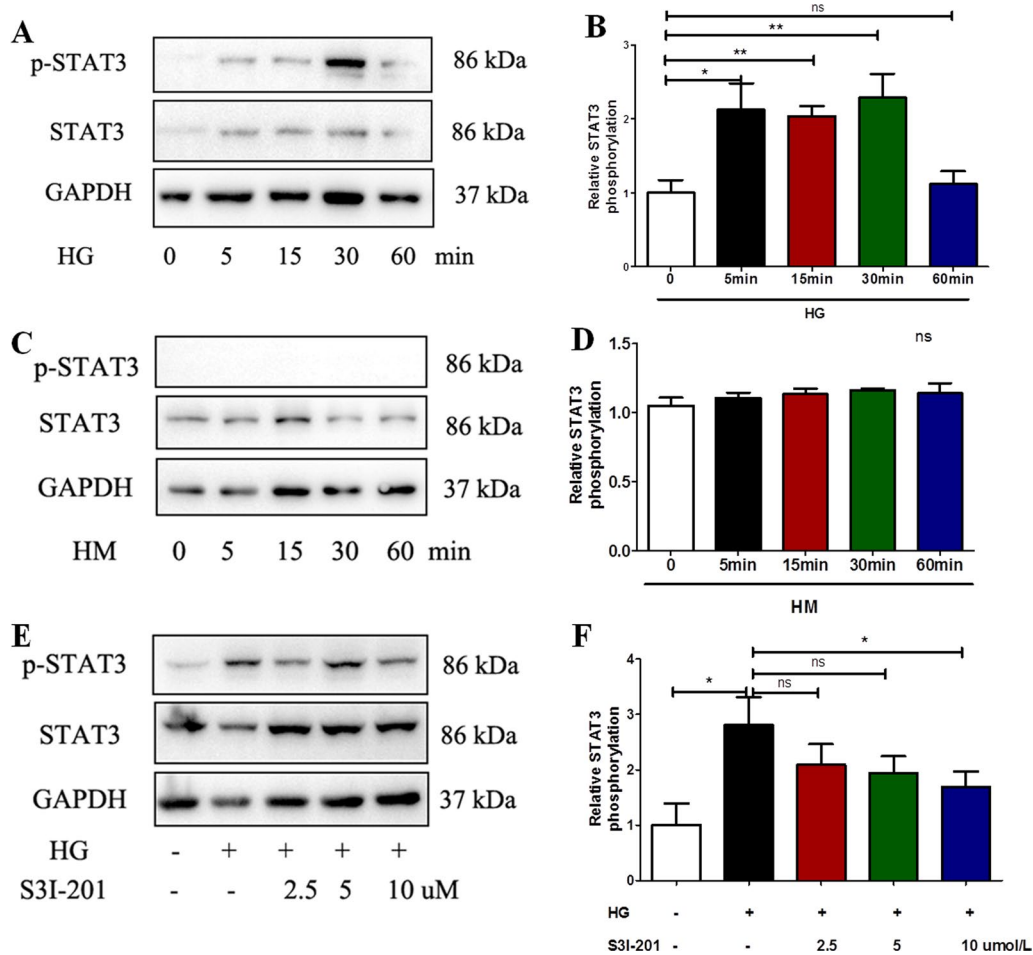 A
p-STAT3 86 kDa
STAT3 86 kDa
GAPDH 37 kDa
HG 0 5 15 30 60 min
B
ns
**
**
*
Relative STAT3
phosphorylation
3
2
1
0
0 5min 15min 30min 60min
HG
C
p-STAT3 86 kDa
STAT3 86 kDa
GAPDH 37 kDa
HM 0 5 15 30 60 min
D
ns
Relative STAT3
phosphorylation
1.5
1.0
0.5
0.0
0 5min 15min 30min 60min
HM
E
p-STAT3 86 kDa
STAT3 86 kDa
GAPDH 37 kDa
HG - + + + +
S3I-201 - - 2.5 5 10 uM
F
*
ns
* ns
Relative STAT3
phosphorylation
4
3
2
1
0
HG - + + + +
S3I-201 - - 2.5 5 10 umol/L